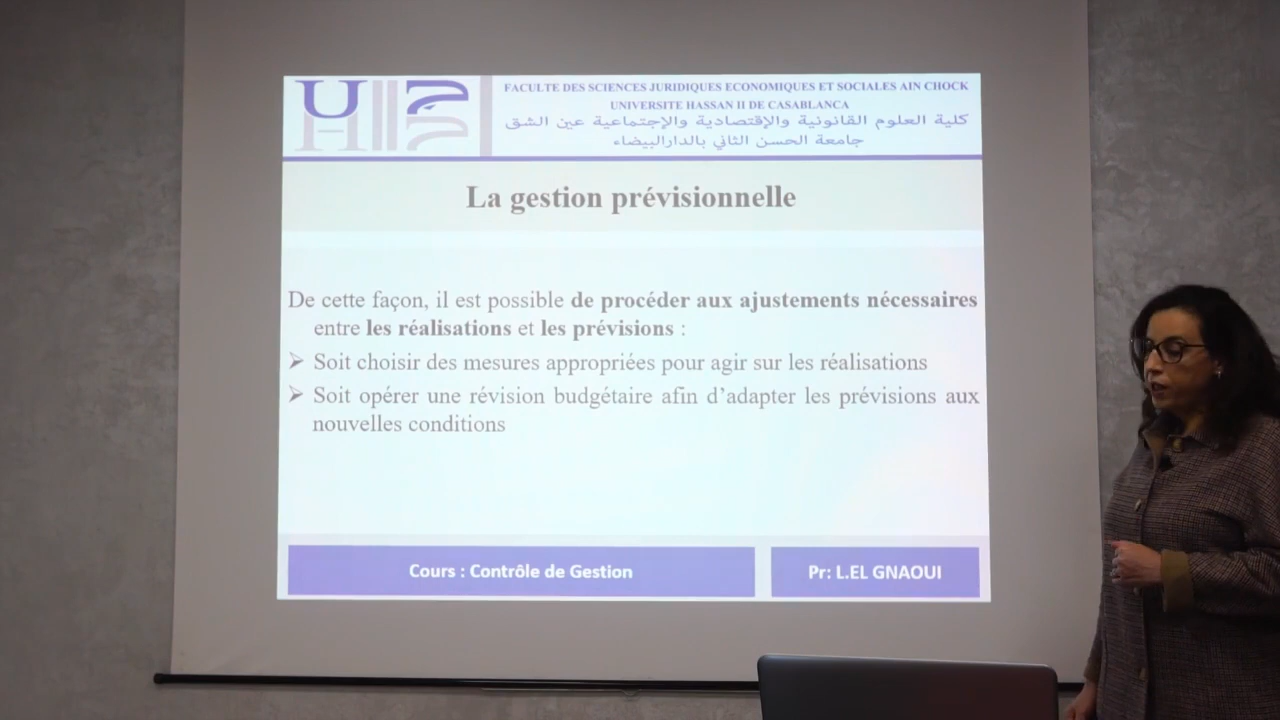 FACULTE DES SCIENCES JURIDIQUES ECONOMIQUES ET SOCIALES AIN CHOCK
UNIVERSITE HASSAN II DE CASABLANCA
كلية العلوم القانونية والإقتصادية والإجتماعية عين الشق
جامعة الحسن الثاني بالدارالبيضاء
La gestion prévisionnelle
De cette façon, il est possible de procéder aux ajustements nécessaires
entre les réalisations et les prévisions :
➢ Soit choisir des mesures appropriées pour agir sur les réalisations
➢ Soit opérer une révision budgétaire afin d’adapter les prévisions aux
nouvelles conditions
Cours : Contrôle de Gestion
Pr: L.EL GNAOUI